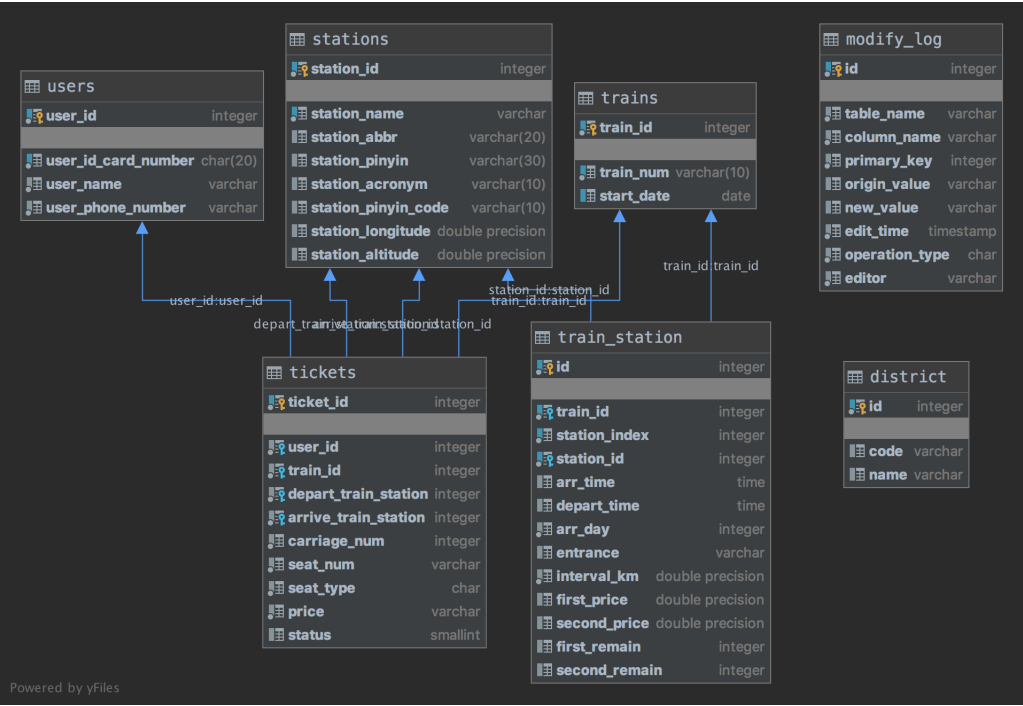 users
user_id integer
user_id_card_number char(20)
user_name varchar
user_phone_number varchar
stations
station_id integer
station_name varchar
station_abbr varchar(20)
station_pinyin varchar(30)
station_acronym varchar(10)
station_pinyin_code varchar(10)
station_longitude double precision
station_altitude double precision
trains
train_id integer
train_num varchar(10)
start_date date
modify_log
id integer
table_name varchar
column_name varchar
primary_key integer
origin_value varchar
new_value varchar
edit_time timestamp
operation_type char
editor varchar
user_id:user_id
station_id:station_id
train_id:train_id
train_id:train_id
tickets
ticket_id integer
user_id integer
train_id integer
depart_train_station integer
arrive_train_station integer
carriage_num integer
seat_num varchar
seat_type char
price varchar
status smallint
train_station
id integer
train_id integer
station_index integer
station_id integer
arr_time time
depart_time time
arr_day integer
entrance varchar
interval_km double precision
first_price double precision
second_price double precision
first_remain integer
second_remain integer
district
id integer
code varchar
name varchar
Powered by yFiles